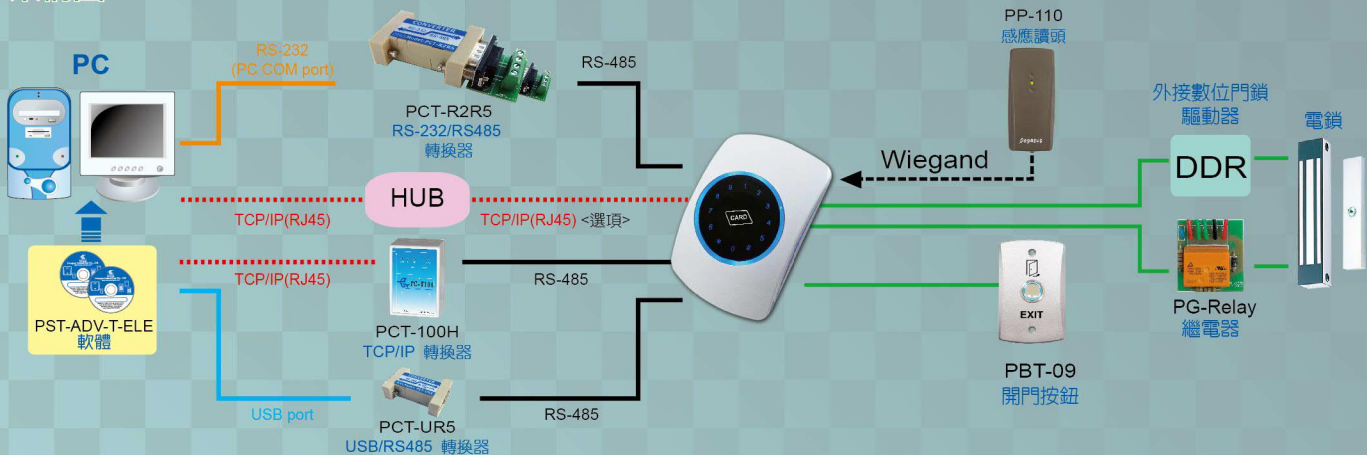 PC
RS-232
(PC COM port)
CONVERTER
PCT-R2R5
RS-232/RS485
轉換器
RS-485
PP-110
感應讀頭
Pegasus
Wiegand
外接數位門鎖
驅動器
DDR
電鎖
HUB
TCP/IP(RJ45)
TCP/IP(RJ45) <選項>
CARD
TCP/IP(RJ45)
RS-485
PCT-100H
TCP/IP 轉換器
PST-ADV-T-ELE
軟體
USB port
PCT-UR5
USB/RS485 轉換器
RS-485
EXIT
PBT-09
開門按鈕
PG-Relay
繼電器